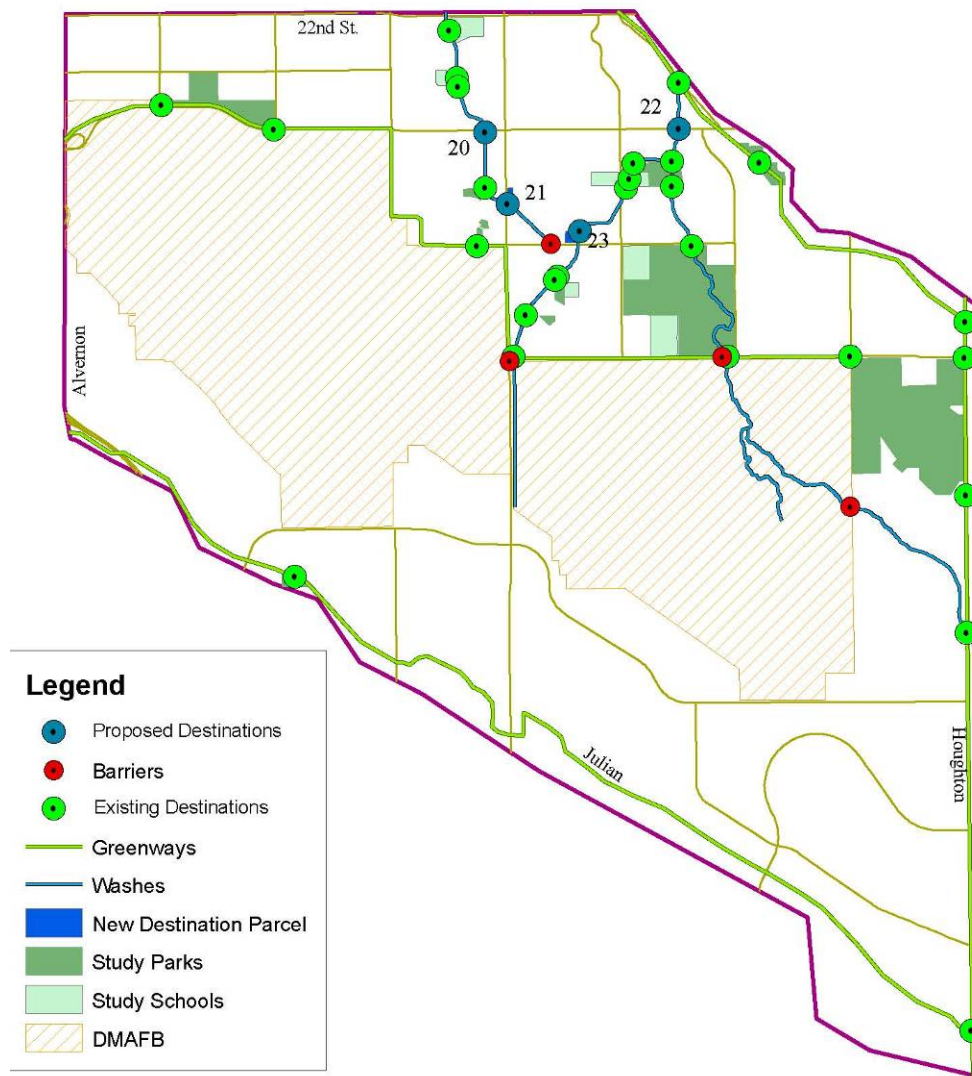 22nd St.
22
20
21
23
Alvernon
Julian
Houghton
Legend
Proposed Destinations
Barriers
Existing Destinations
Greenways
Washes
New Destination Parcel
Study Parks
Study Schools
DMAFB